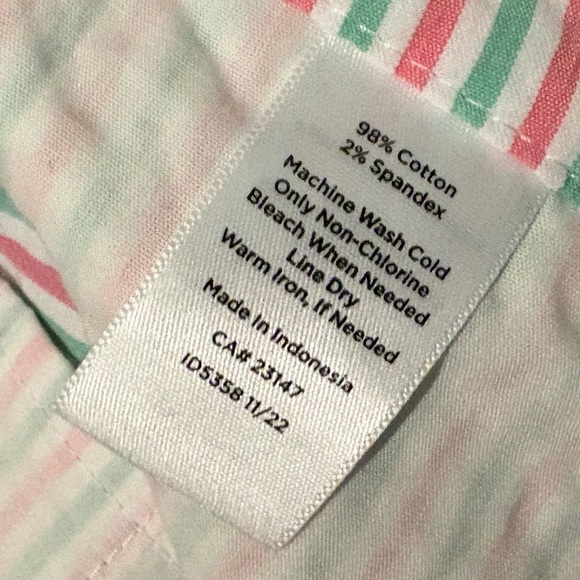 98% Cotton
2% Spandex
Machine Wash Cold
Only Non-Chlorine
Bleach When Needed
Line Dry
Warm Iron, If Needed
Made In Indonesia
CA# 23147
ID5358 11/22